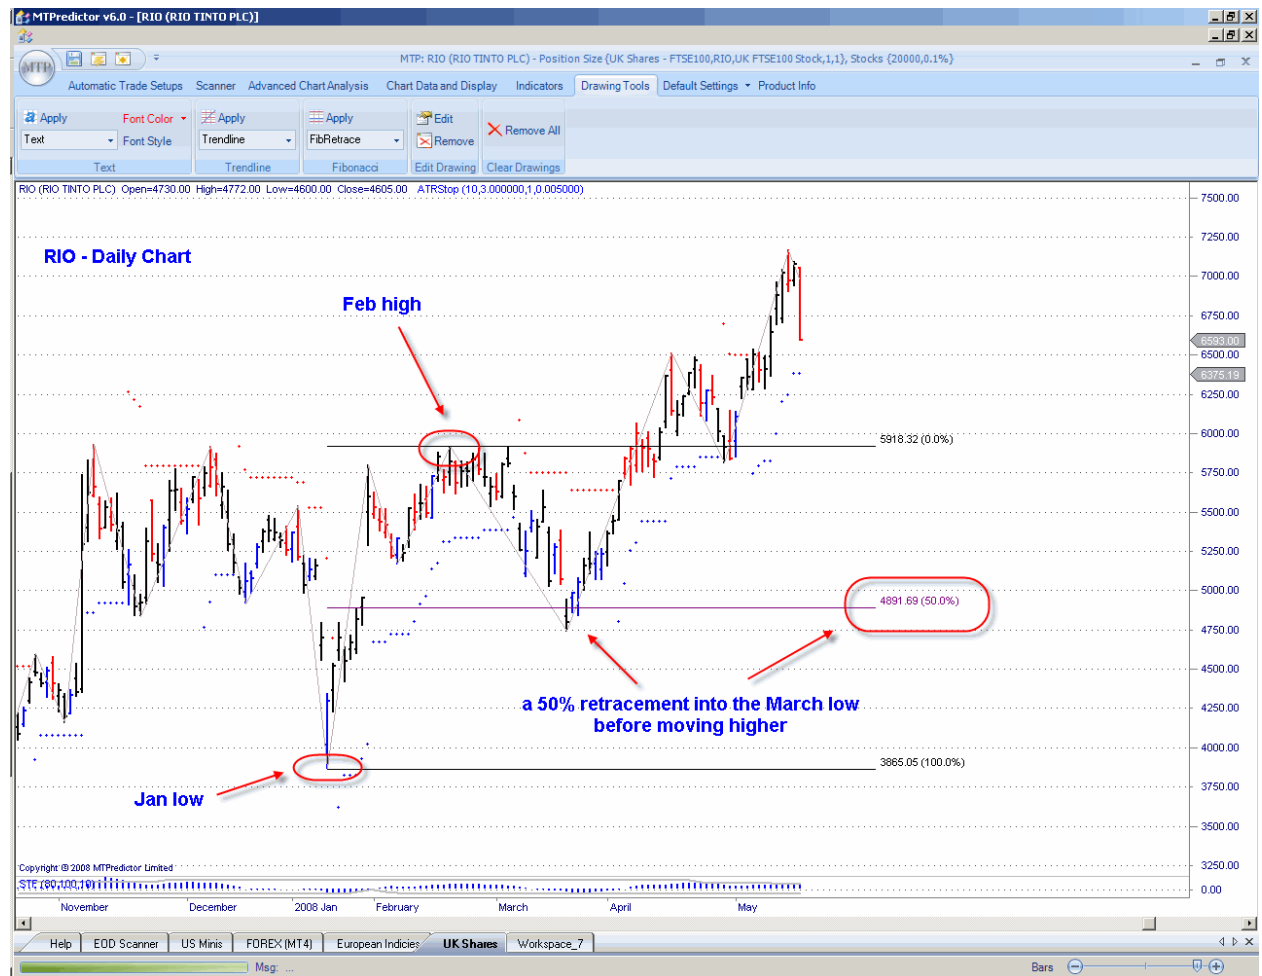 MTPredictor v6.0 - [RIO (RIO TINTO PLC)]
MTP
MTP: RIO (RIO TINTO PLC) - Position Size {UK Shares - FTSE100,RIO,UK FTSE100 Stock,1,1}, Stocks {20000,0.1%}
Automatic Trade Setups Scanner Advanced Chart Analysis Chart Data and Display Indicators Drawing Tools Default Settings Product Info
a Apply Font Color Apply Apply Edit Remove All
Text Font Style Trendline FibRetrace Remove
Text Trendline Fibonacci Edit Drawing Clear Drawings
RIO (RIO TINTO PLC) Open=4730.00 High=4772.00 Low=4600.00 Close=4605.00 ATRStop (10,3.000000,1,0.005000)
7500.00
7250.00
RIO - Daily Chart
7000.00
Feb high
6750.00
6593.00
6500.00
6375.19
6250.00
6000.00
5918.32 (0.0%)
5750.00
5500.00
5250.00
5000.00
4891.69 (50.0%)
4750.00
4500.00
a 50% retracement into the March low
before moving higher
4250.00
4000.00
3865.05 (100.0%)
3750.00
Jan low
3500.00
3250.00
Copyright © 2008 MTPredictor Limited
STF (80,100,10)
0.00
November December 2008 Jan February March April May
Help EOD Scanner US Minis FOREX (MT4) European Indicies UK Shares Workspace_7
Msg: ... Bars